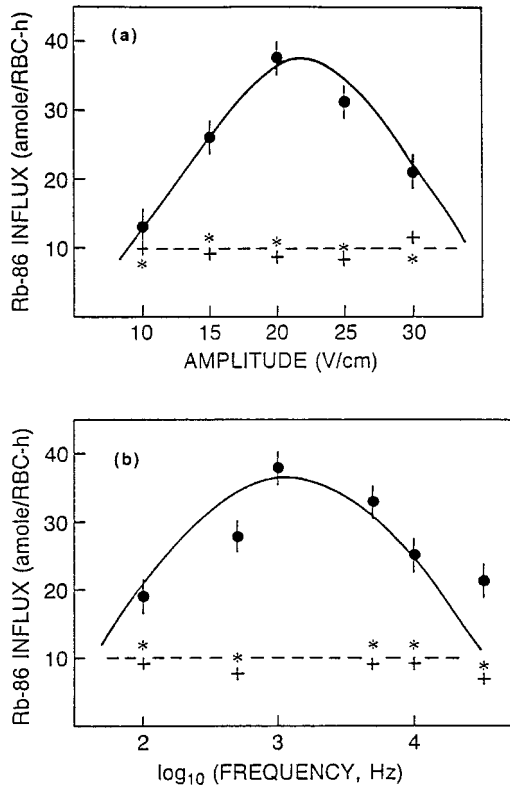 (a)
Rb-86 INFLUX (amole/RBC-h)
40
30
20
10
10 15 20 25 30
AMPLITUDE (V/cm)
(b)
Rb-86 INFLUX (amole/RBC-h)
40
30
20
10
2 3 4
log10 (FREQUENCY, Hz)